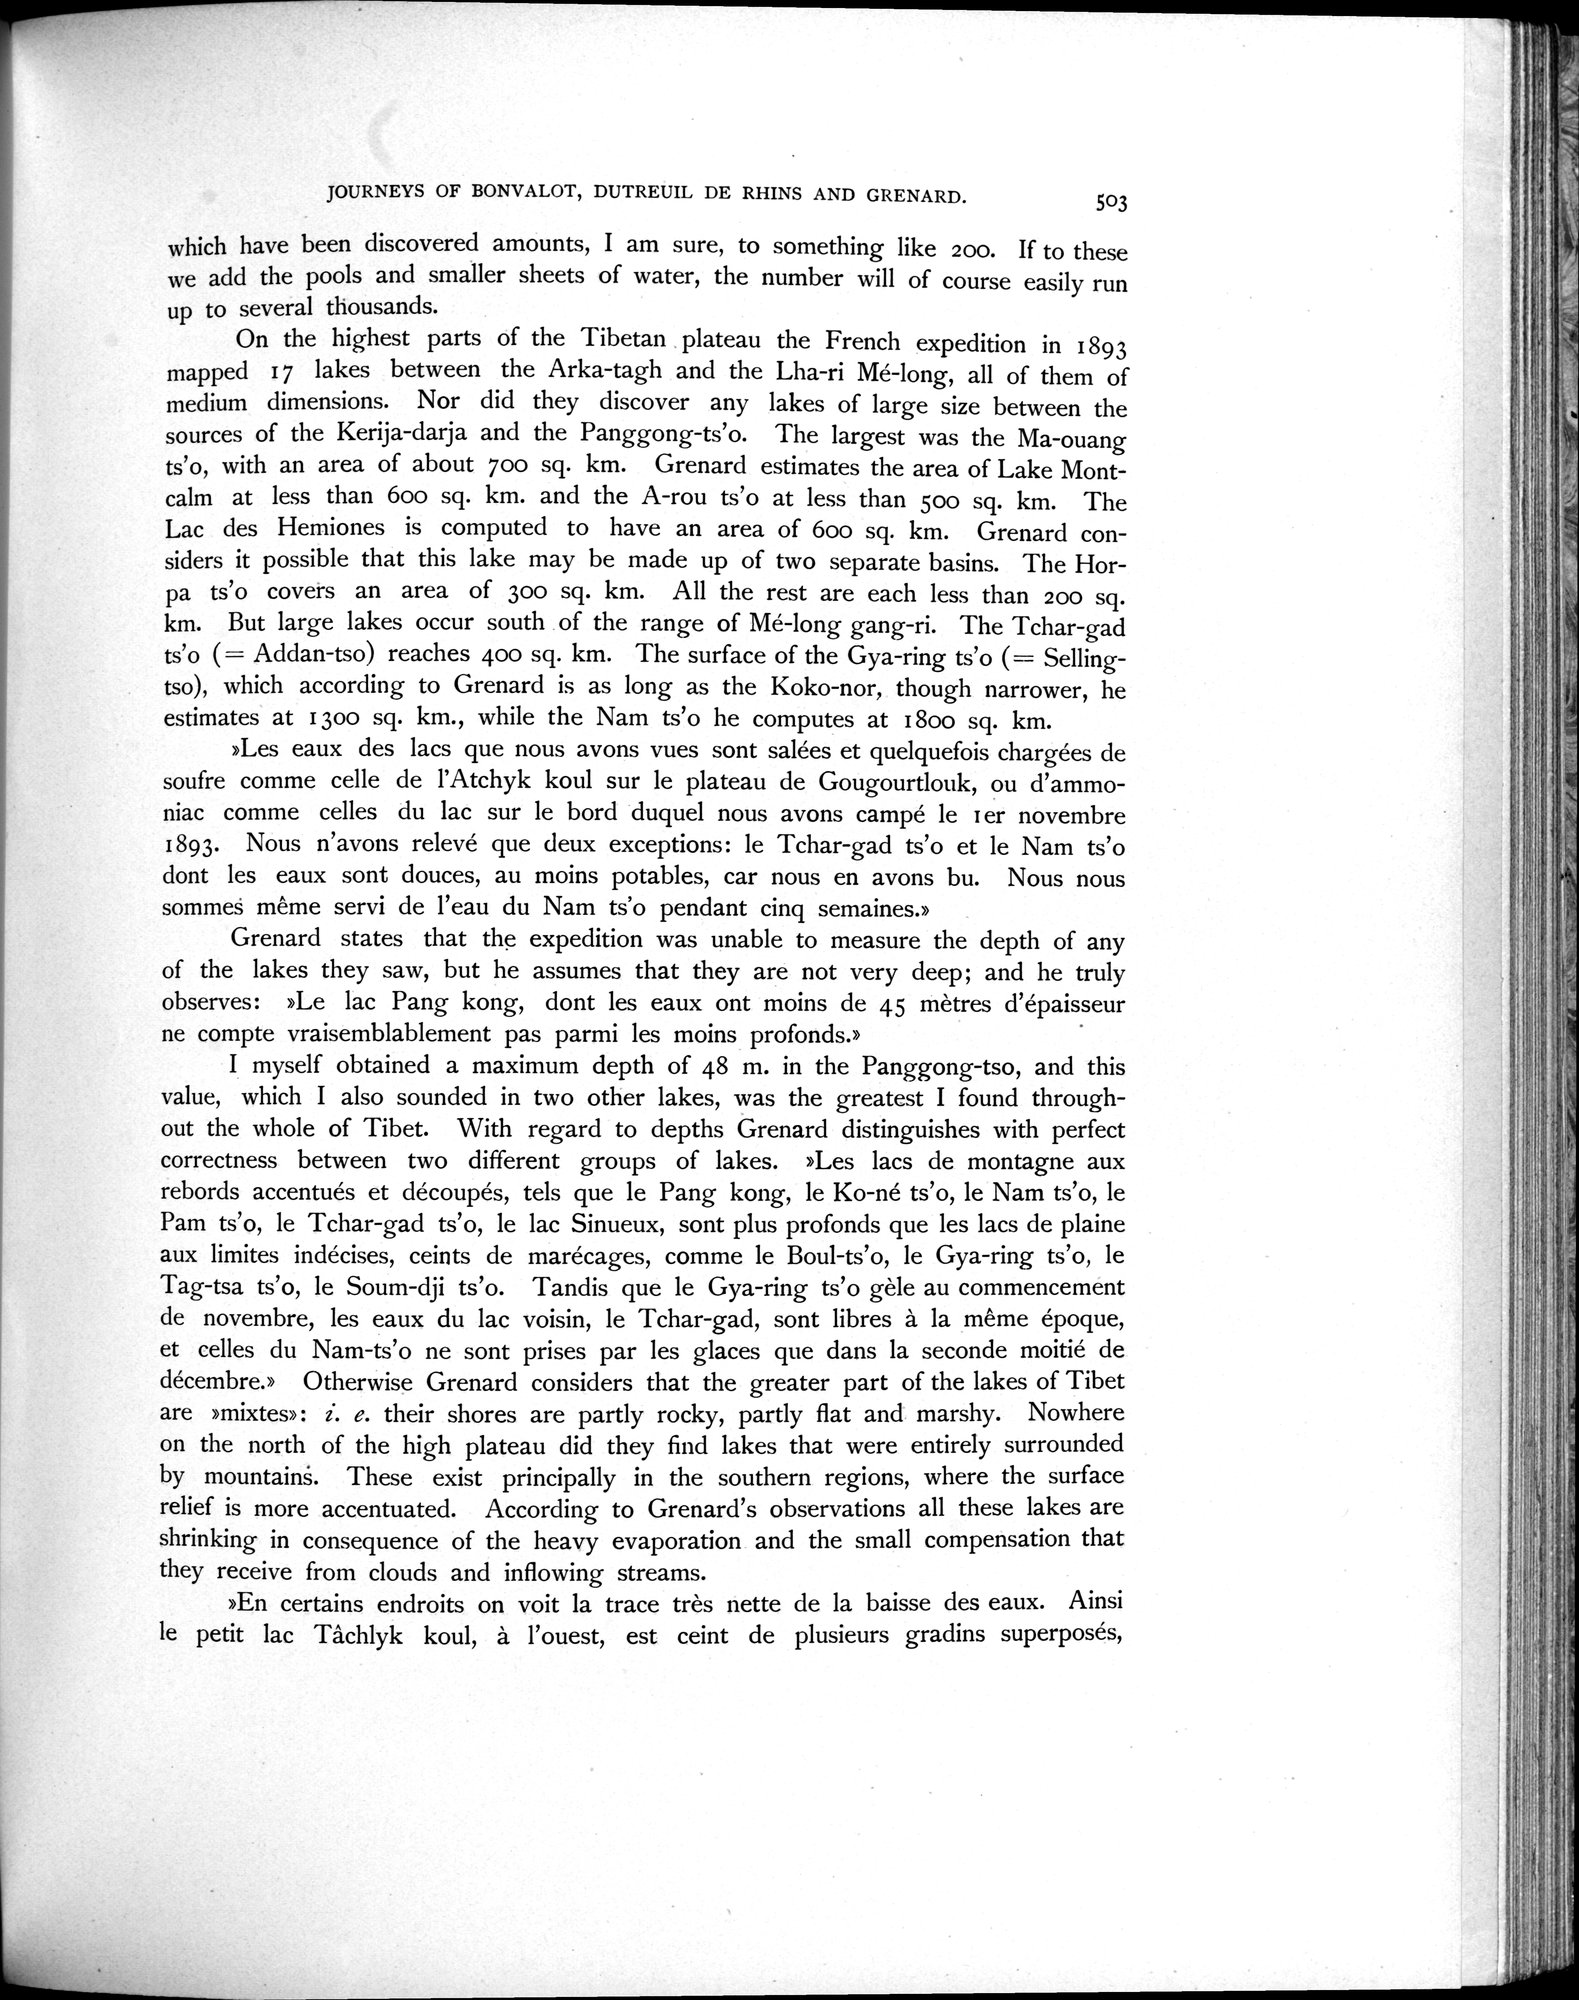 JOURNEYS OF BONVALOT, DUTREUIL DE RHINS AND GRENARD. 503
which have been discovered amounts, I am sure, to something like 200. If to these
we add the pools and smaller sheets of water, the number will of course easily run
up to several thousands.
On the highest parts of the Tibetan plateau the French expedition in 1893
mapped 17 lakes between the Arka-tagh and the Lha-ri Mé-long, all of them of
medium dimensions. Nor did they discover any lakes of large size between the
sources of the Kerija-darja and the Panggong-ts'o. The largest was the Ma-ouang
ts'o, with an area of about 700 sq. km. Grenard estimates the area of Lake Mont-
calm at less than 600 sq. km. and the A-rou ts'o at less than 500 sq. km. The
Lac des Hemiones is computed to have an area of 600 sq. km. Grenard con-
siders it possible that this lake may be made up of two separate basins. The Hor-
pa ts'o covers an area of 300 sq. km. All the rest are each less than 200 sq.
km. But large lakes occur south of the range of Mé-long gang-ri. The Tchar-gad
ts'o (= Addan-tso) reaches 400 sq. km. The surface of the Gya-ring ts'o (= Selling-
tso), which according to Grenard is as long as the Koko-nor, though narrower, he
estimates at 1300 sq. km., while the Nam ts'o he computes at 1800 sq. km.
»Les eaux des lacs que nous avons vues sont salées et quelquefois chargées de
soufre comme celle de l'Atchyk koul sur le plateau de Gougourtlouk, ou d'ammo-
niac comme celles du lac sur le bord duquel nous avons campé le 1er novembre
1893. Nous n'avons relevé que deux exceptions: le Tchar-gad ts'o et le Nam ts'o
dont les eaux sont douces, au moins potables, car nous en avons bu. Nous nous
sommes même servi de l'eau du Nam ts'o pendant cinq semaines.»
Grenard states that the expedition was unable to measure the depth of any
of the lakes they saw, but he assumes that they are not very deep; and he truly
observes: »Le lac Pang kong, dont les eaux ont moins de 45 mètres d'épaisseur
ne compte vraisemblablement pas parmi les moins profonds.»
I myself obtained a maximum depth of 48 m. in the Panggong-tso, and this
value, which I also sounded in two other lakes, was the greatest I found through-
out the whole of Tibet. With regard to depths Grenard distinguishes with perfect
correctness between two different groups of lakes. »Les lacs de montagne aux
rebords accentués et découpés, tels que le Pang kong, le Ko-né ts'o, le Nam ts'o, le
Pam ts'o, le Tchar-gad ts'o, le lac Sinueux, sont plus profonds que les lacs de plaine
aux limites indécises, ceints de marécages, comme le Boul-ts'o, le Gya-ring ts'o, le
Tag-tsa ts'o, le Soum-dji ts'o. Tandis que le Gya-ring ts'o gèle au commencement
de novembre, les eaux du lac voisin, le Tchar-gad, sont libres à la même époque,
et celles du Nam-ts'o ne sont prises par les glaces que dans la seconde moitié de
décembre.» Otherwise Grenard considers that the greater part of the lakes of Tibet
are »mixtes»: i. e. their shores are partly rocky, partly flat and marshy. Nowhere
on the north of the high plateau did they find lakes that were entirely surrounded
by mountains. These exist principally in the southern regions, where the surface
relief is more accentuated. According to Grenard's observations all these lakes are
shrinking in consequence of the heavy evaporation and the small compensation that
they receive from clouds and inflowing streams.
»En certains endroits on voit la trace très nette de la baisse des eaux. Ainsi
le petit lac Tâchlyk koul, à l'ouest, est ceint de plusieurs gradins superposés,